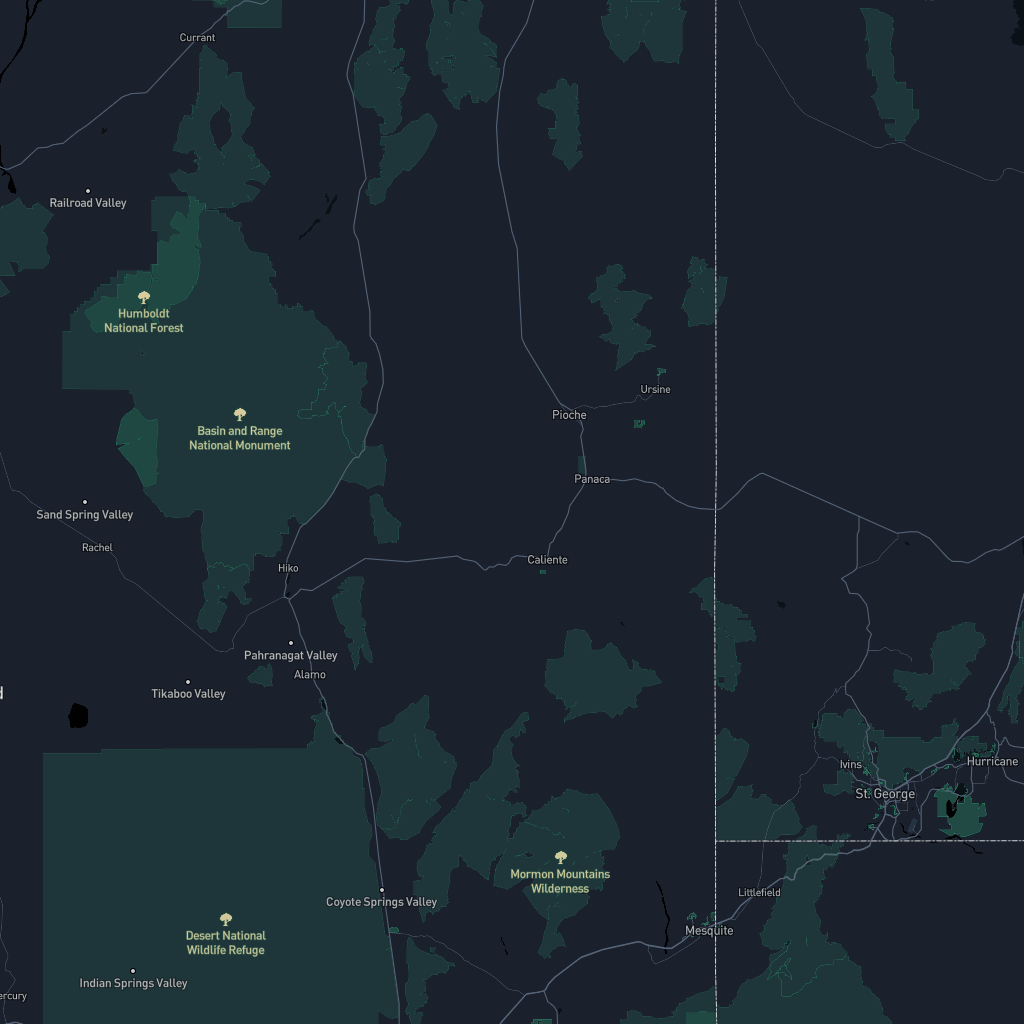 Currant
Railroad Valley
Humboldt
National Forest
Ursine
Pioche
Basin and Range
National Monument
Panaca
Sand Spring Valley
Rachel
Caliente
Hiko
Pahranagat Valley
Alamo
Tikaboo Valley
Ivins
Hurricane
St. George
Mormon Mountains
Wilderness
Littlefield
Coyote Springs Valley
Mesquite
Desert National
Wildlife Refuge
Indian Springs Valley
ercury